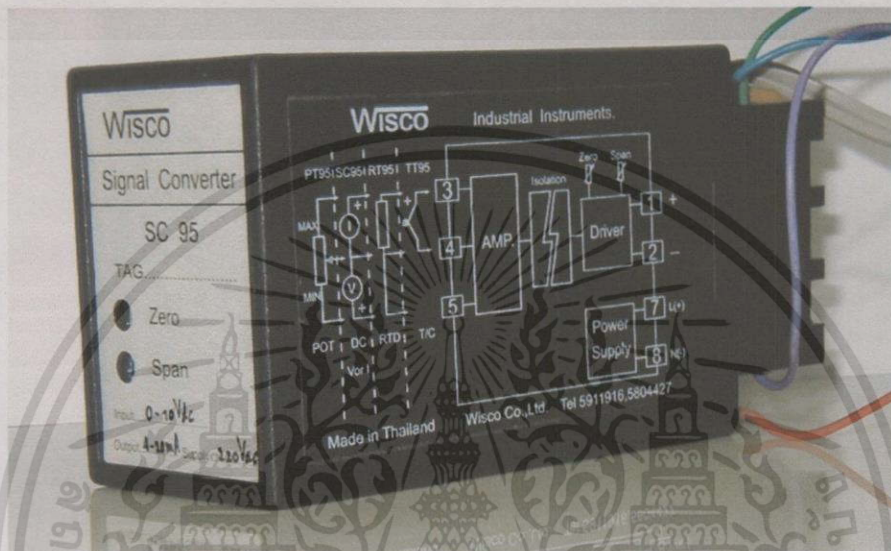 WISCO
Signal Converter
SC 95
TAG..................
Zero
Span
Input 0-10 Vdc
Output 4-20mA Supply 220Vac
WISCO Industrial Instruments.
PT95 SC95 RT95 TT95
MAX
MIN
I
V
+
+
+
POT DC RTD T/C
V or I
3
4
5
AMP.
Isolation
Zero Span
Driver
1 +
2 −
Power
Supply
7 L(+)
8 N(-)
Made in Thailand Wisco Co.,Ltd. Tel 5911916,5804427